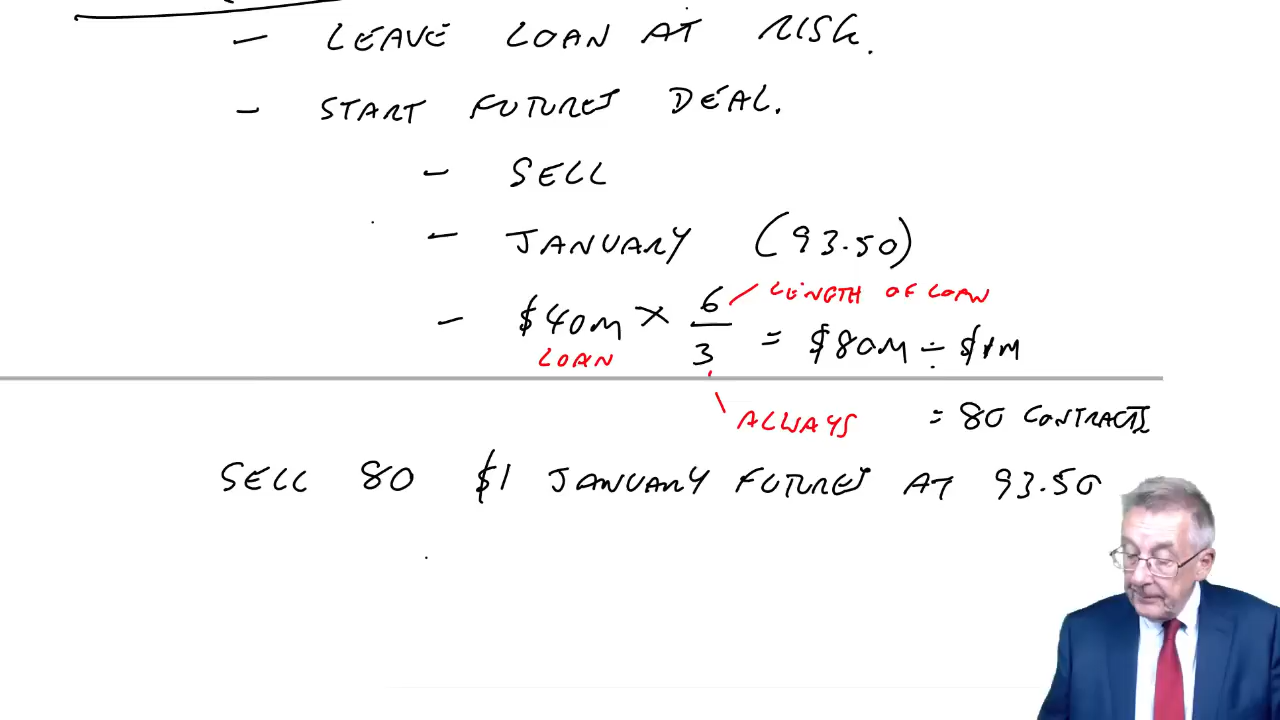 - LEAVE LOAN AT RISK.
- START FUTURES DEAL.
- SELL
- JANUARY (93.50)
- $40M × 6/3 = $80M ÷ $1M
LENGTH OF LOAN
LOAN
ALWAYS
= 80 CONTRACTS
SELL 80 $1 JANUARY FUTURES AT 93.50